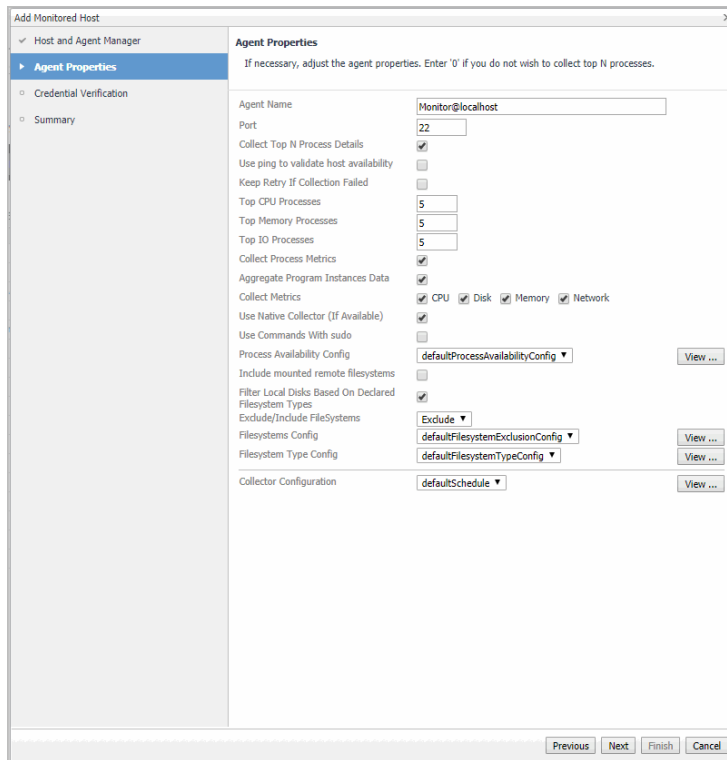 Add Monitored Host
Host and Agent Manager
Agent Properties
Credential Verification
Summary
Agent Properties
If necessary, adjust the agent properties. Enter '0' if you do not wish to collect top N processes.
Agent Name Monitor@localhost
Port 22
Collect Top N Process Details
Use ping to validate host availability
Keep Retry If Collection Failed
Top CPU Processes 5
Top Memory Processes 5
Top IO Processes 5
Collect Process Metrics
Aggregate Program Instances Data
Collect Metrics CPU Disk Memory Network
Use Native Collector (If Available)
Use Commands With sudo
Process Availability Config defaultProcessAvailabilityConfig View ...
Include mounted remote filesystems
Filter Local Disks Based On Declared
Filesystem Types
Exclude/Include FileSystems Exclude
Filesystems Config defaultFilesystemExclusionConfig View ...
Filesystem Type Config defaultFilesystemTypeConfig View ...
Collector Configuration defaultSchedule View ...
Previous Next Finish Cancel